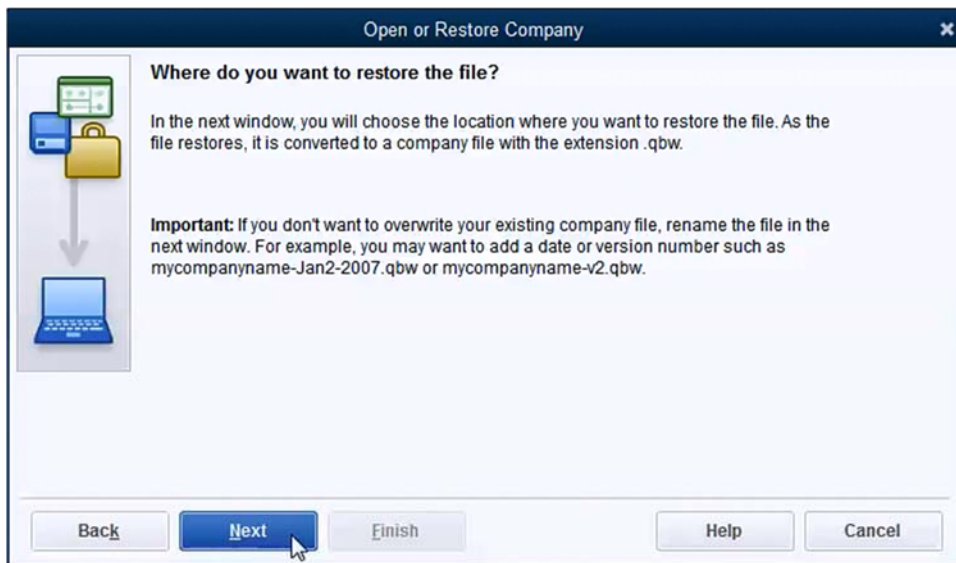 Open or Restore Company
Where do you want to restore the file?
In the next window, you will choose the location where you want to restore the file. As the
file restores, it is converted to a company file with the extension .qbw.
Important: If you don't want to overwrite your existing company file, rename the file in the
next window. For example, you may want to add a date or version number such as
mycompanyname-Jan2-2007.qbw or mycompanyname-v2.qbw.
Back
Next
Finish
Help
Cancel